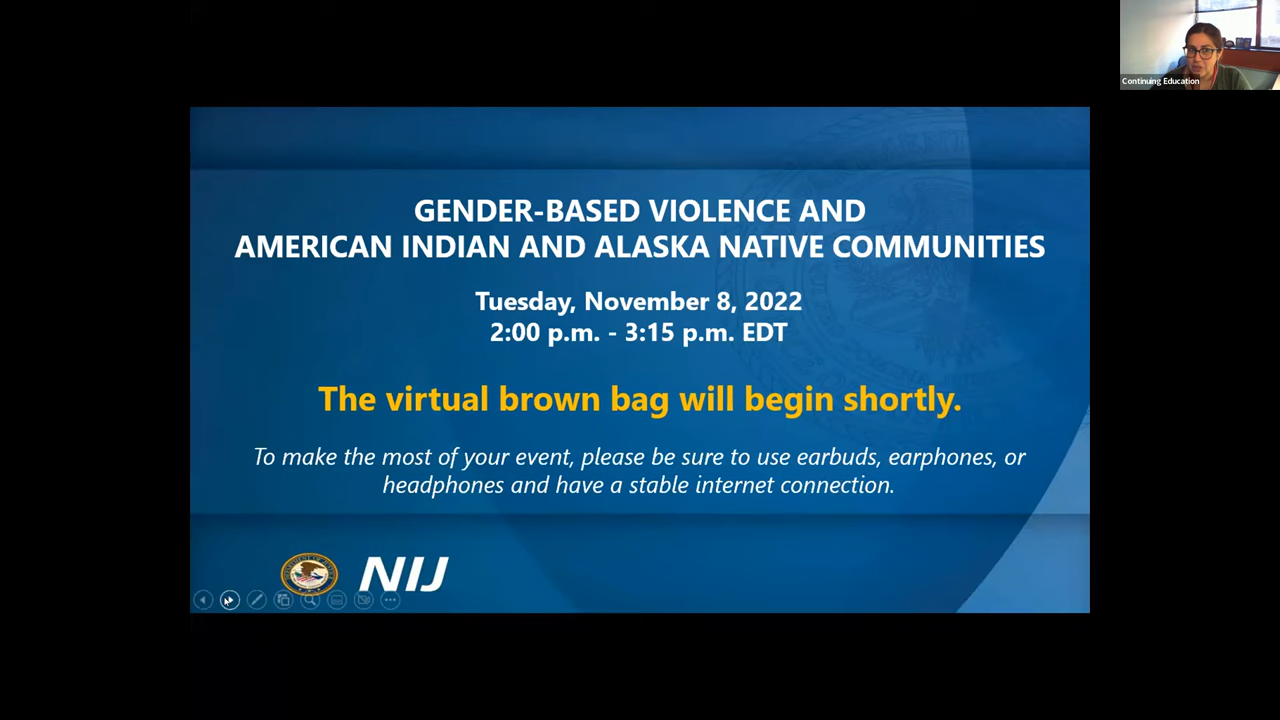 Continuing Education
GENDER-BASED VIOLENCE AND
AMERICAN INDIAN AND ALASKA NATIVE COMMUNITIES
Tuesday, November 8, 2022
2:00 p.m. - 3:15 p.m. EDT
The virtual brown bag will begin shortly.
To make the most of your event, please be sure to use earbuds, earphones, or
headphones and have a stable internet connection.
NIJ